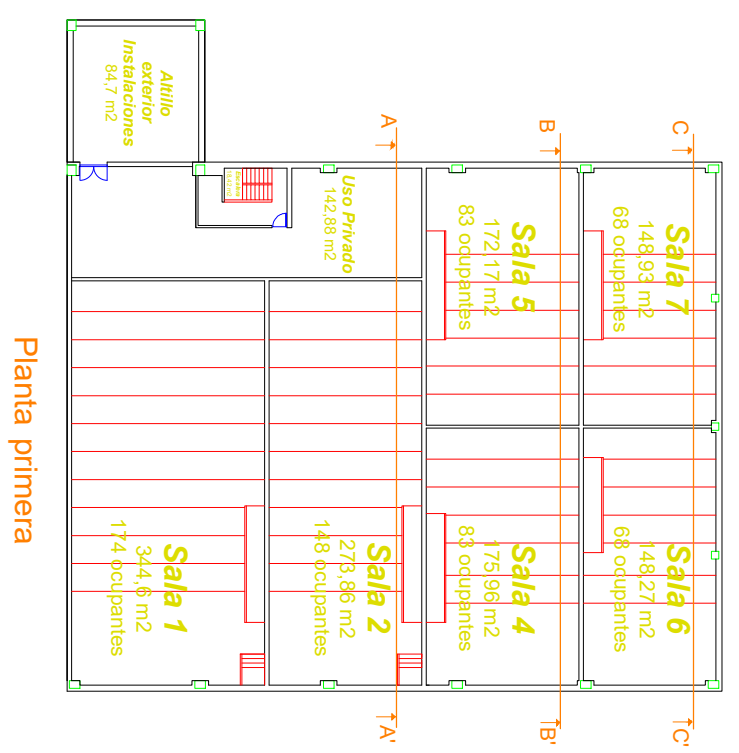 Altillo
exterior
Instalaciones
84,7 m2
Uso Privado
142,88 m2
Sala 5
172,17 m2
83 ocupantes
Sala 7
148,93 m2
68 ocupantes
Sala 1
344,6 m2
174 ocupantes
Sala 2
273,86 m2
148 ocupantes
Sala 4
175,96 m2
83 ocupantes
Sala 6
148,27 m2
68 ocupantes
A
B
C
A'
B'
C'
Planta primera